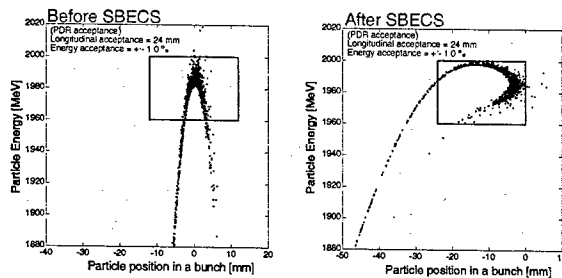 Before SBECS
2020
(PDR acceptance)
Longitudinal acceptance = 24 mm
Energy acceptance = +- 1.0 %
2000
1980
1960
1940
1920
1900
1880
Particle Energy [MeV]
-40 -30 -20 -10 0 10 20
Particle position in a bunch [mm]
After SBECS
2020
(PDR acceptance)
Longitudinal acceptance = 24 mm
Energy acceptance = +- 1.0 %
2000
1980
1960
1940
1920
1900
1880
Particle Energy [MeV]
-50 -40 -30 -20 -10 0 10
Particle position in a bunch [mm]